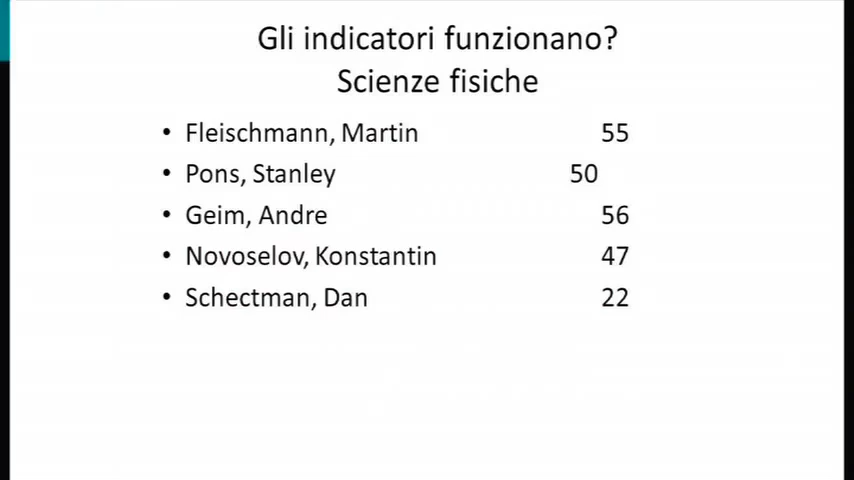 Gli indicatori funzionano?
Scienze fisiche
• Fleischmann, Martin 55
• Pons, Stanley 50
• Geim, Andre 56
• Novoselov, Konstantin 47
• Schectman, Dan 22